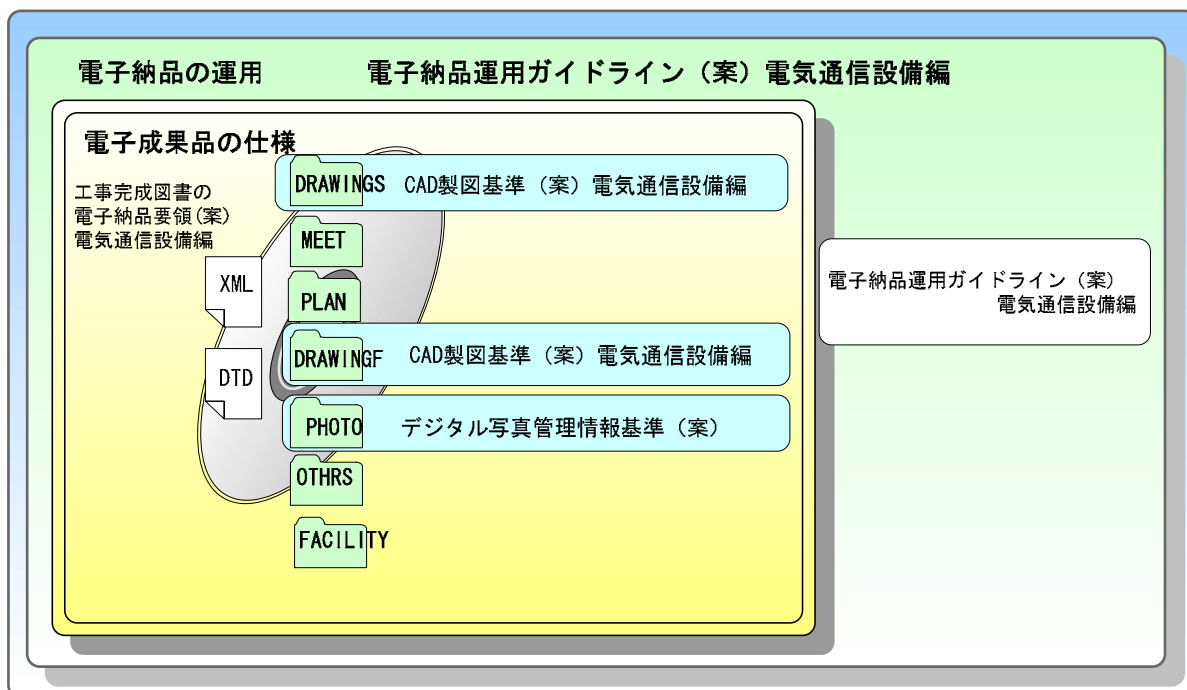 電子納品の運用
電子納品運用ガイドライン（案）電気通信設備編
電子成果品の仕様
工事完成図書の
電子納品要領(案)
電気通信設備編
DRAWINGS
CAD製図基準（案）電気通信設備編
MEET
XML
PLAN
DRAWINGF
CAD製図基準（案）電気通信設備編
DTD
PHOTO
デジタル写真管理情報基準（案）
OTHRS
FACILITY
電子納品運用ガイドライン（案）
電気通信設備編